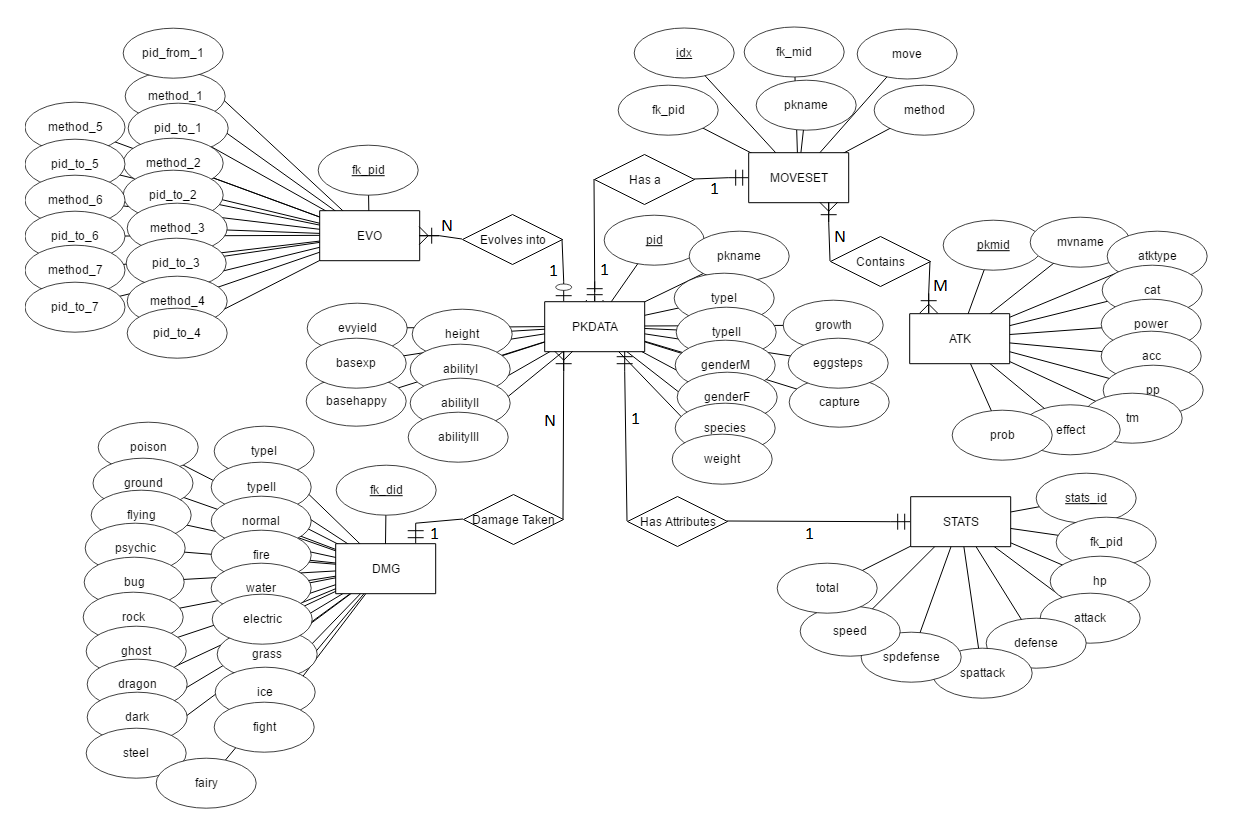 pid_from_1
method_1
method_5
pid_to_1
pid_to_5
method_2
method_6
pid_to_2
pid_to_6
method_3
method_7
pid_to_3
pid_to_7
method_4
pid_to_4
fk_pid
EVO
N
Evolves into
1
idx
fk_mid
move
fk_pid
pkname
method
MOVESET
Has a
1
1
N
Contains
M
pkmid
mvname
atktype
cat
power
acc
pp
tm
effect
prob
ATK
pid
pkname
typeI
typeII
genderM
genderF
species
weight
growth
eggsteps
capture
PKDATA
evyield
basexp
basehappy
height
abilityI
abilityII
abilityIII
N
1
Damage Taken
1
Has Attributes
1
fk_did
DMG
poison
typeI
ground
typeII
flying
normal
psychic
fire
bug
water
rock
electric
ghost
grass
dragon
ice
dark
fight
steel
fairy
STATS
stats_id
fk_pid
hp
attack
defense
spattack
spdefense
speed
total